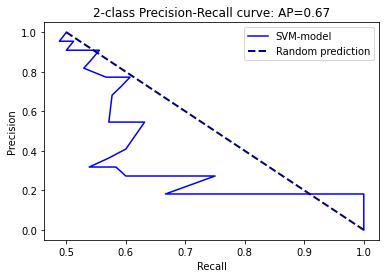 2-class Precision-Recall curve: AP=0.67
SVM-model
Random prediction
Precision
1.0
0.8
0.6
0.4
0.2
0.0
0.5 0.6 0.7 0.8 0.9 1.0
Recall